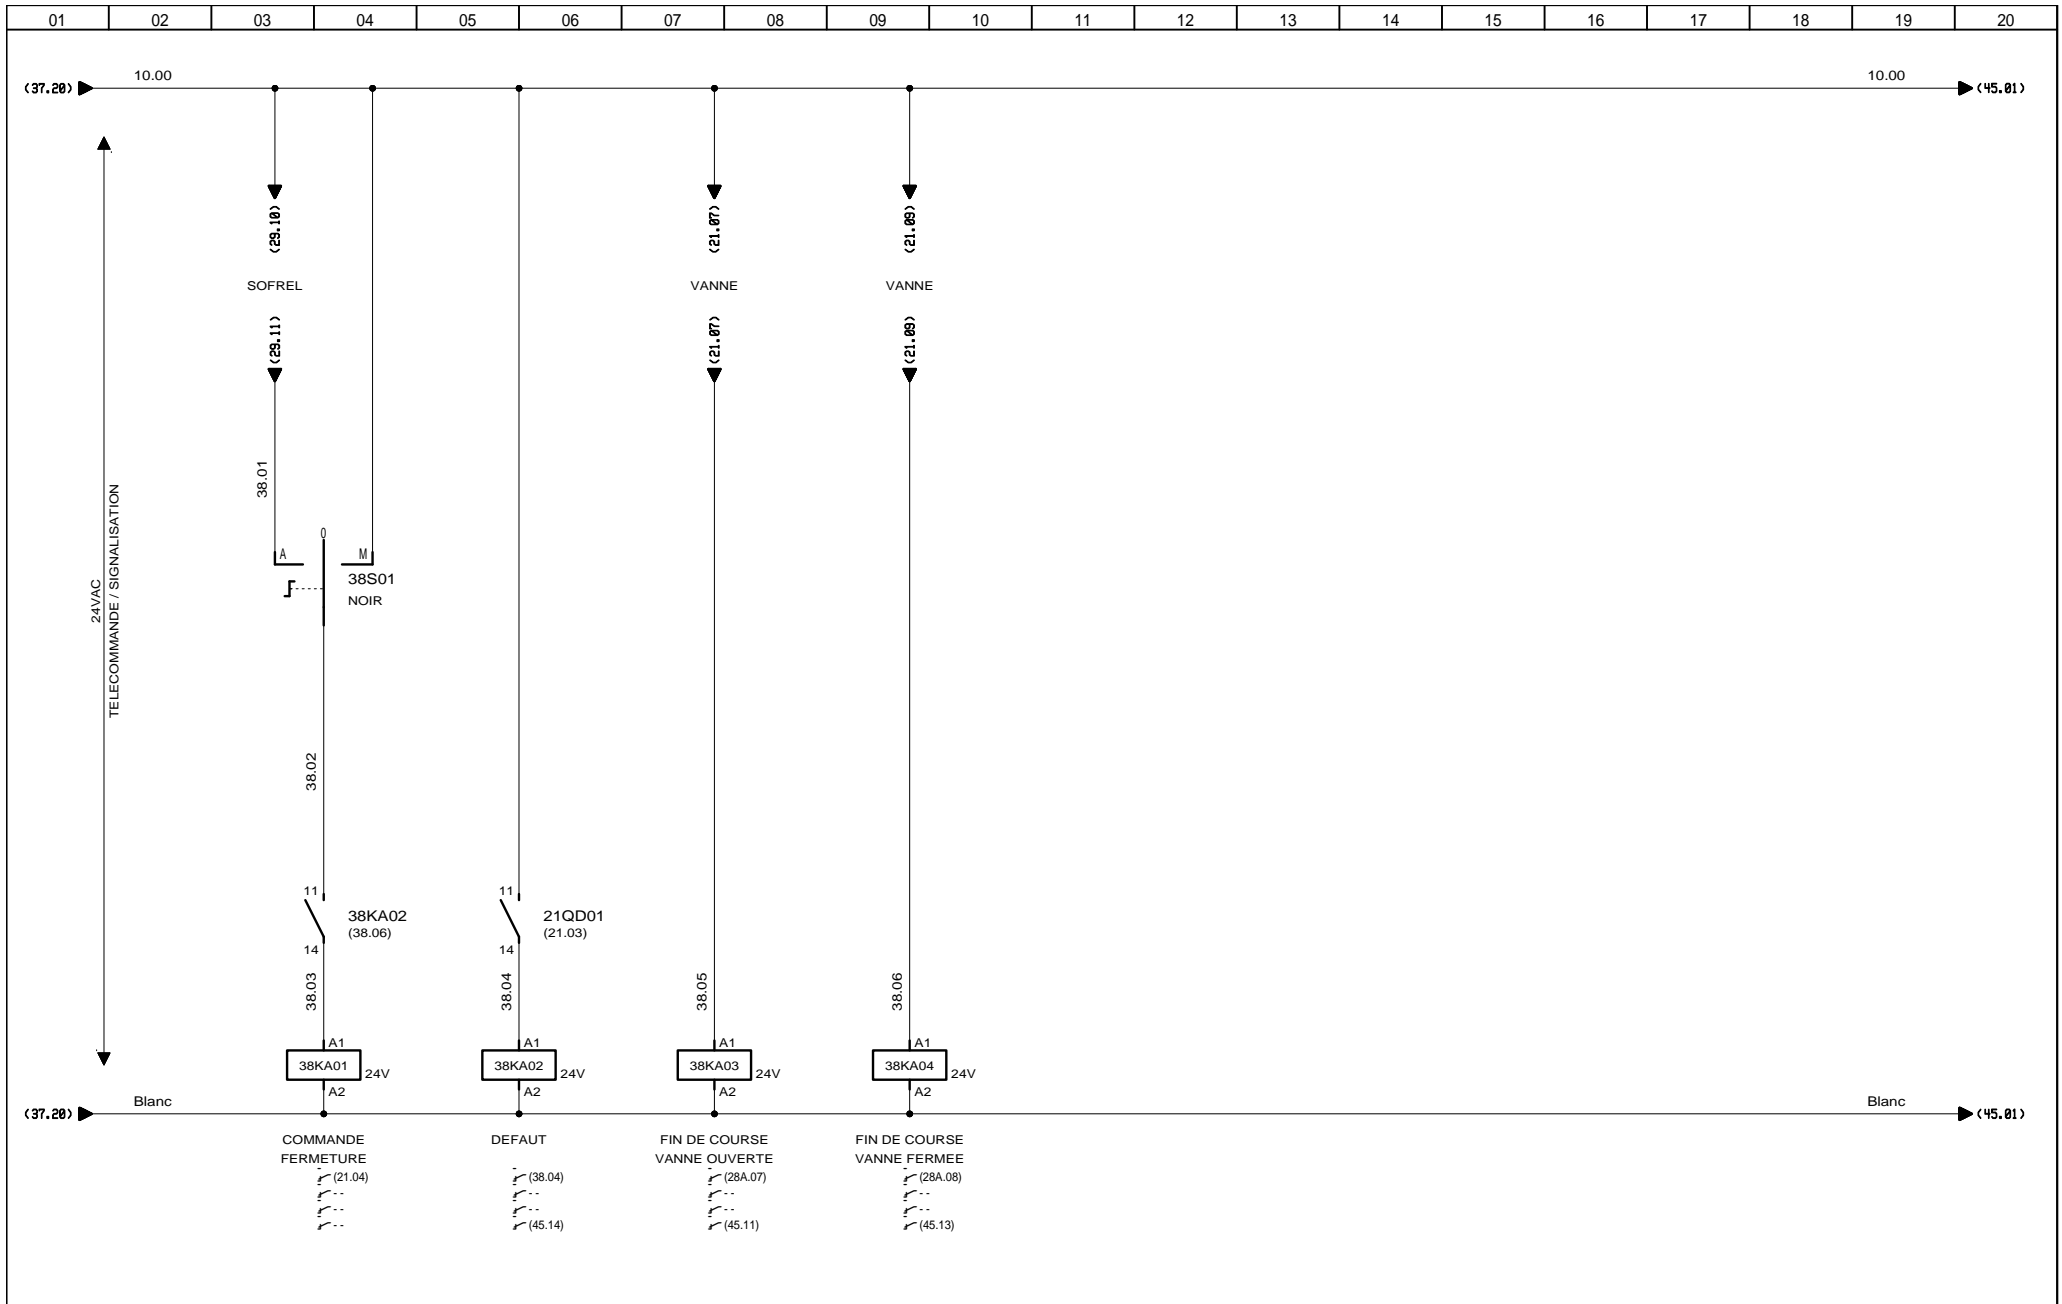 01 02 03 04 05 06 07 08 09 10 11 12 13 14 15 16 17 18 19 20
10.00 10.00
(37.20) (45.01)
(29.10) (21.07) (21.09)
SOFREL VANNE VANNE
(29.11) (21.07) (21.09)
38.01
24VAC
TELECOMMANDE / SIGNALISATION
0
A M
38S01
NOIR
38.02
11 11
38KA02 21QD01
(38.06) (21.03)
14 14
38.03 38.04 38.05 38.06
A1 A1 A1 A1
38KA01 24V 38KA02 24V 38KA03 24V 38KA04 24V
A2 A2 A2 A2
Blanc Blanc
(37.20) (45.01)
COMMANDE DEFAUT FIN DE COURSE FIN DE COURSE
FERMETURE VANNE OUVERTE VANNE FERMEE
(21.04) (38.04) (28A.07) (28A.08)
-- -- -- --
-- -- -- --
-- (45.14) (45.11) (45.13)